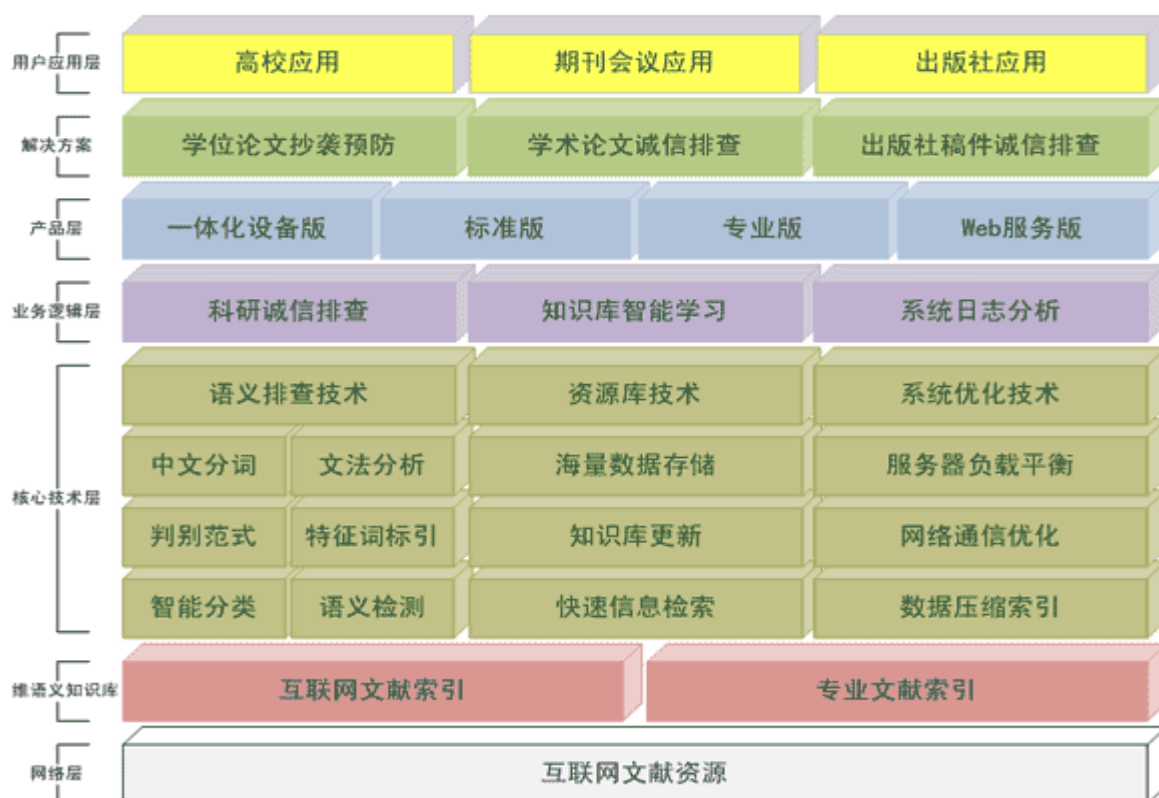 用户应用层 高校应用 期刊会议应用 出版社应用
解决方案 学位论文抄袭预防 学术论文诚信排查 出版社稿件诚信排查
产品层 一体化设备版 标准版 专业版 Web服务版
业务逻辑层 科研诚信排查 知识库智能学习 系统日志分析
语义排查技术 资源库技术 系统优化技术
中文分词 文法分析 海量数据存储 服务器负载平衡
核心技术层
判别范式 特征词标引 知识库更新 网络通信优化
智能分类 语义检测 快速信息检索 数据压缩索引
维语义知识库 互联网文献索引 专业文献索引
网络层 互联网文献资源